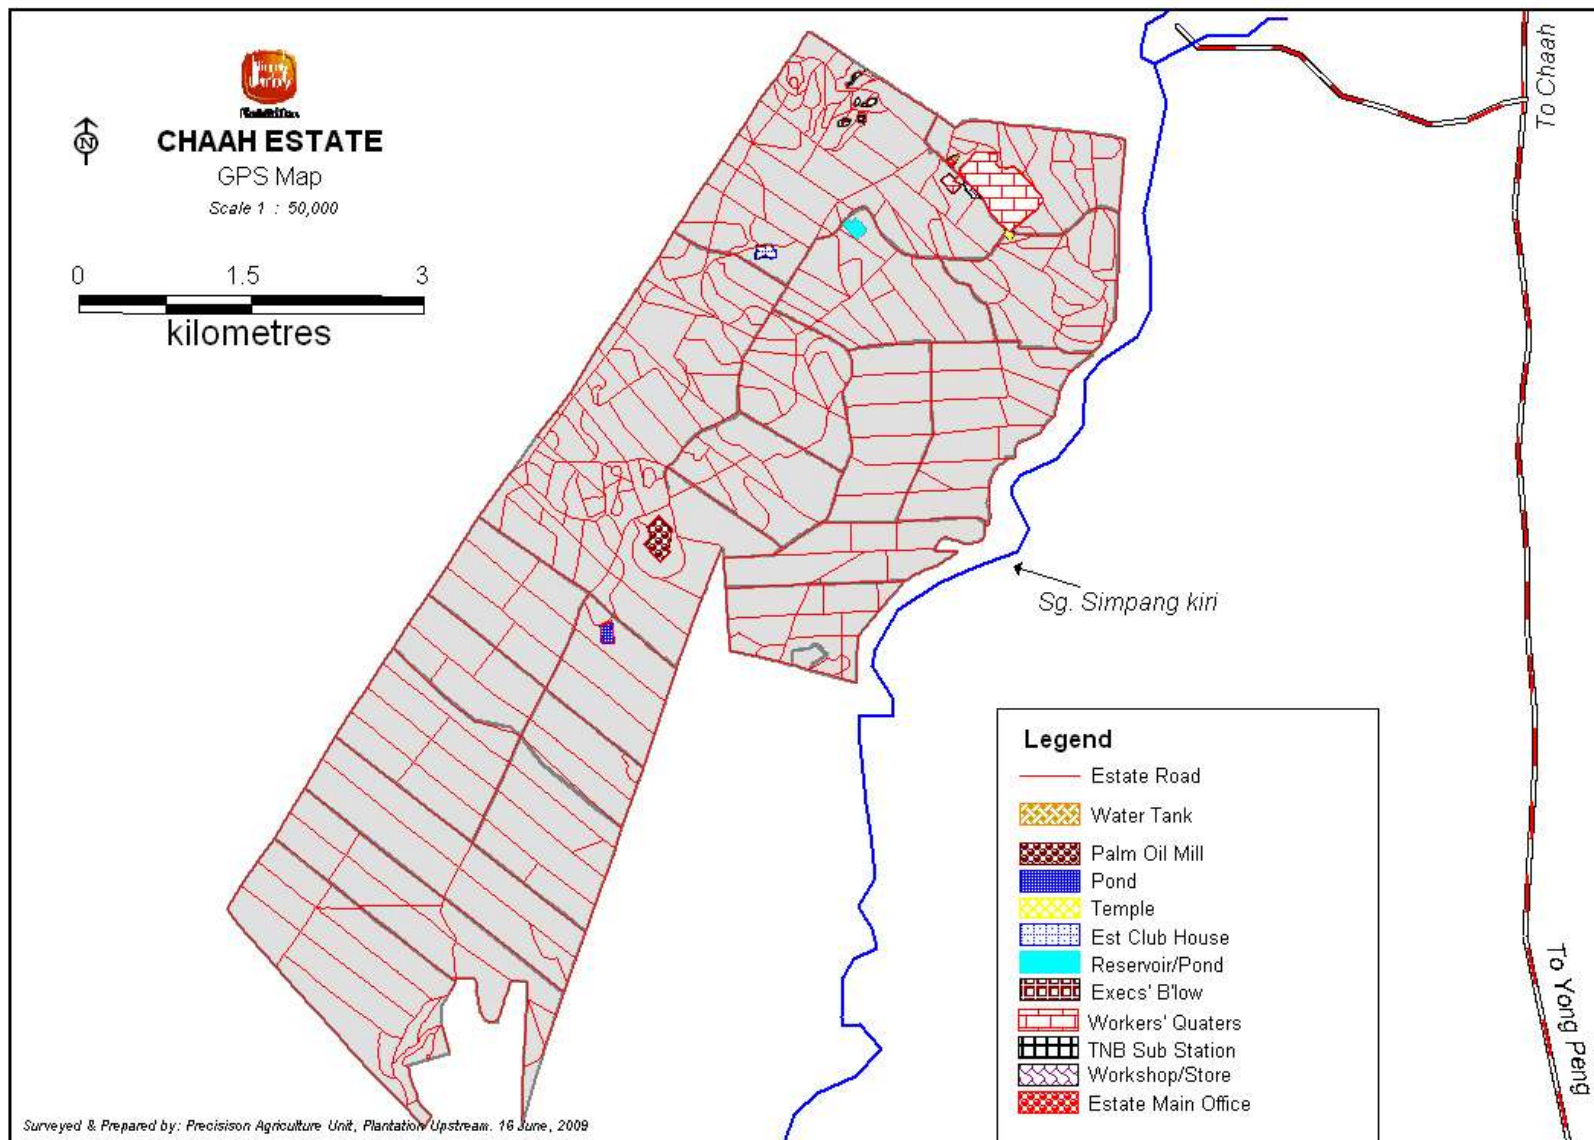 N
CHAAH ESTATE
GPS Map
Scale 1 : 50,000
0 1.5 3
kilometres
To Chaah
Sg. Simpang kiri
Legend
Estate Road
Water Tank
Palm Oil Mill
Pond
Temple
Est Club House
Reservoir/Pond
Execs' B'low
Workers' Quaters
TNB Sub Station
Workshop/Store
Estate Main Office
To Yong Peng
Surveyed & Prepared by: Precisison Agriculture Unit, Plantation Upstream. 16 June, 2009